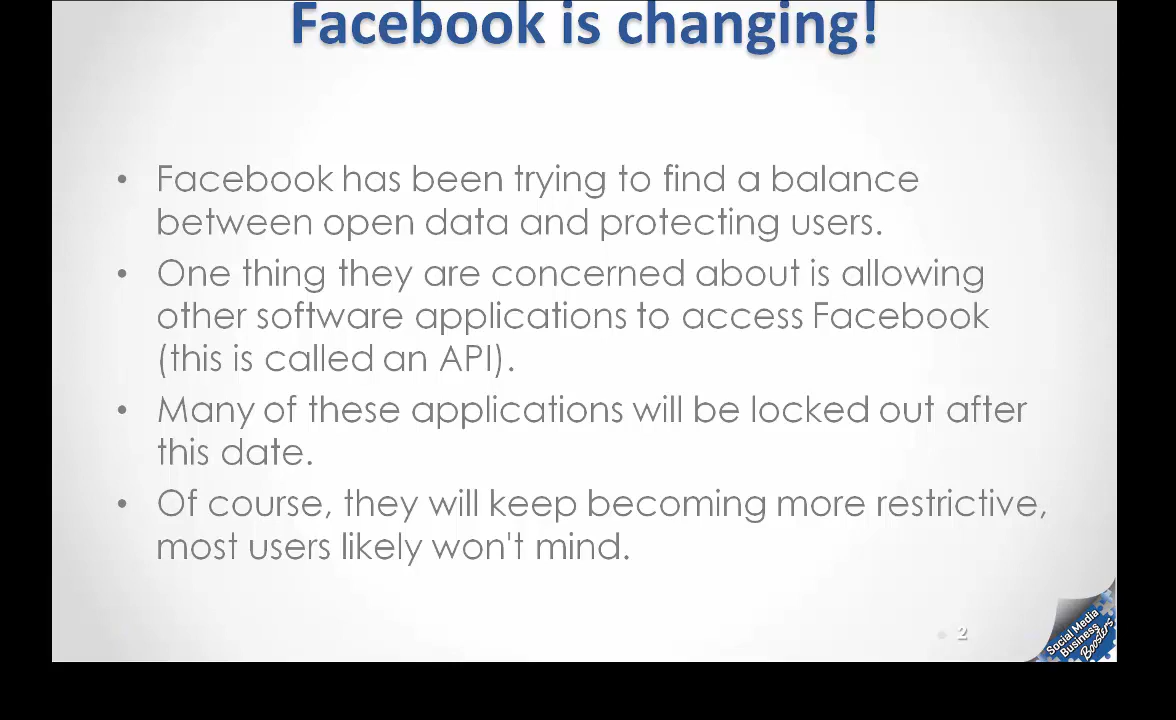 Facebook is changing!
• Facebook has been trying to find a balance
between open data and protecting users.
• One thing they are concerned about is allowing
other software applications to access Facebook
(this is called an API).
• Many of these applications will be locked out after
this date.
• Of course, they will keep becoming more restrictive,
most users likely won't mind.
2
Social Media
Business
Boosters